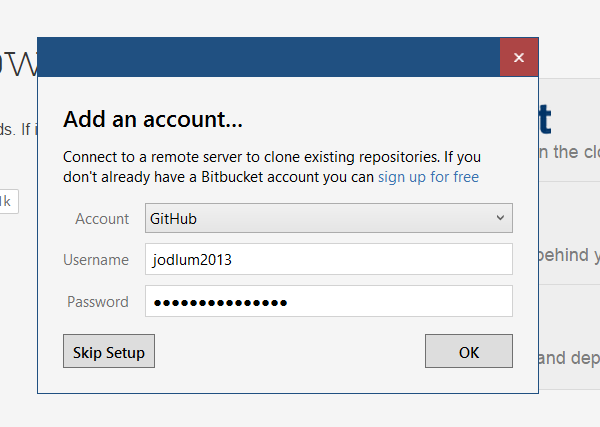 ow
ds. If i
lk
Add an account...
Connect to a remote server to clone existing repositories. If you
don't already have a Bitbucket account you can sign up for free
Account GitHub
Username jodlum2013
Password ●●●●●●●●●●●●●●●
Skip Setup OK
t
n the clo
behind y
and dep